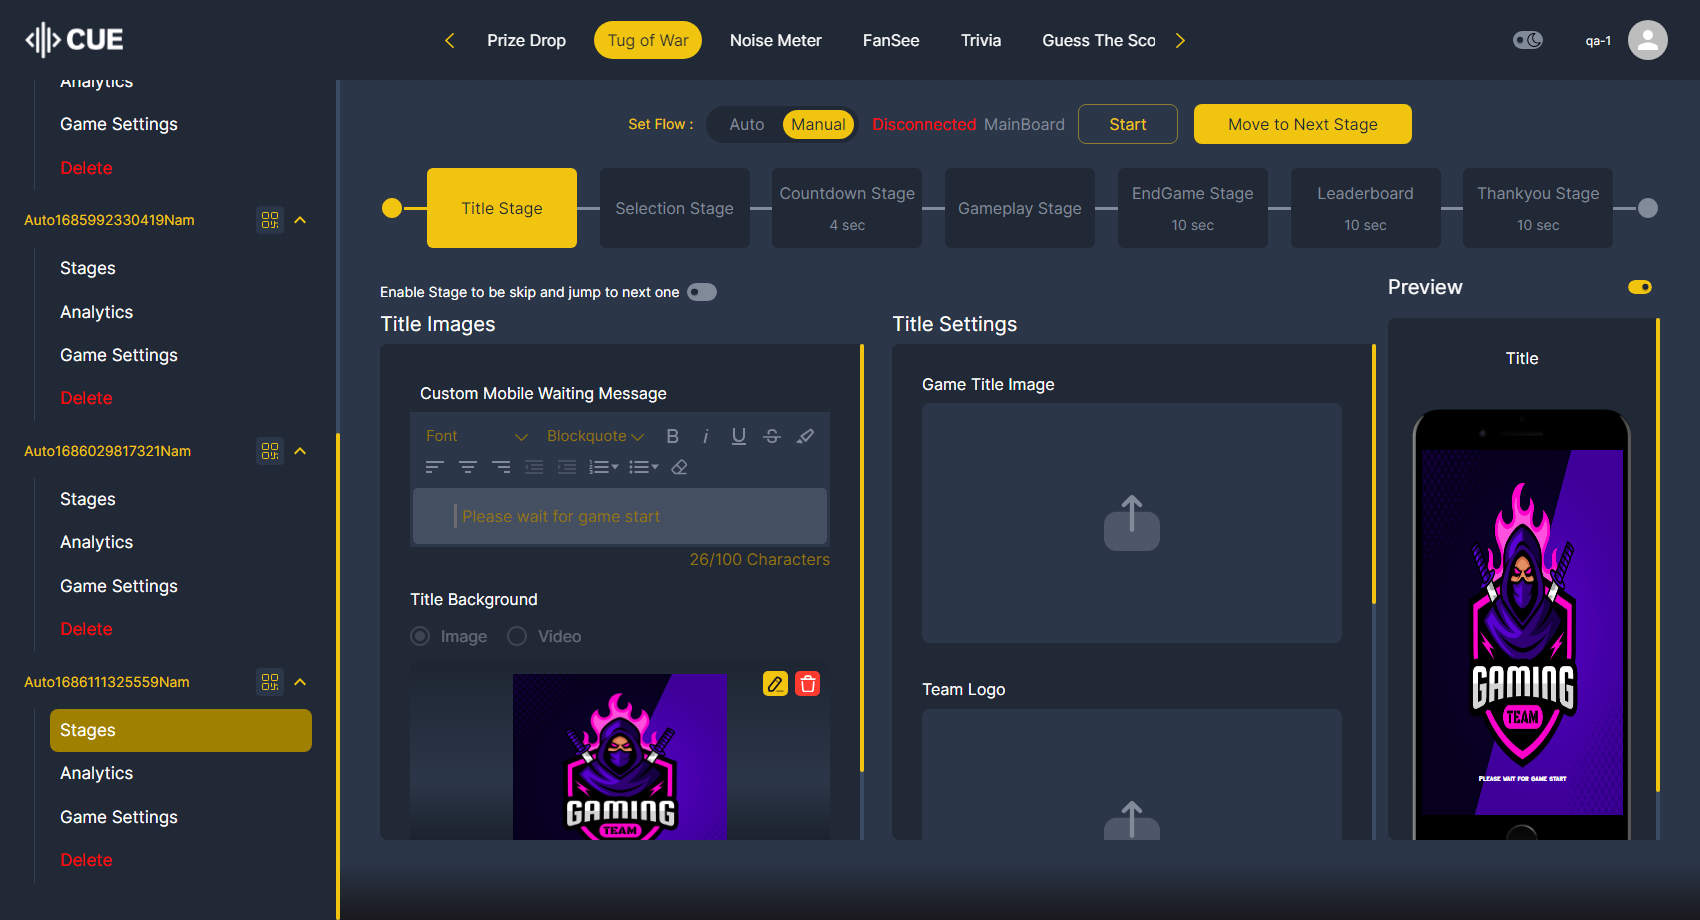 CUE
Prize Drop
Tug of War
Noise Meter
FanSee
Trivia
Guess The Sco
qa-1
Analytics
Game Settings
Delete
Auto1685992330419Nam
Stages
Analytics
Game Settings
Delete
Auto1686029817321Nam
Stages
Analytics
Game Settings
Delete
Auto1686111325559Nam
Stages
Analytics
Game Settings
Delete
Set Flow :
Auto
Manual
Disconnected MainBoard
Start
Move to Next Stage
Title Stage
Selection Stage
Countdown Stage
4 sec
Gameplay Stage
EndGame Stage
10 sec
Leaderboard
10 sec
Thankyou Stage
10 sec
Enable Stage to be skip and jump to next one
Title Images
Custom Mobile Waiting Message
Font
Blockquote
B
i
U
S
Please wait for game start
26/100 Characters
Title Background
Image
Video
GAMING
TEAM
Title Settings
Game Title Image
Team Logo
Preview
Title
GAMING
TEAM
PLEASE WAIT FOR GAME START